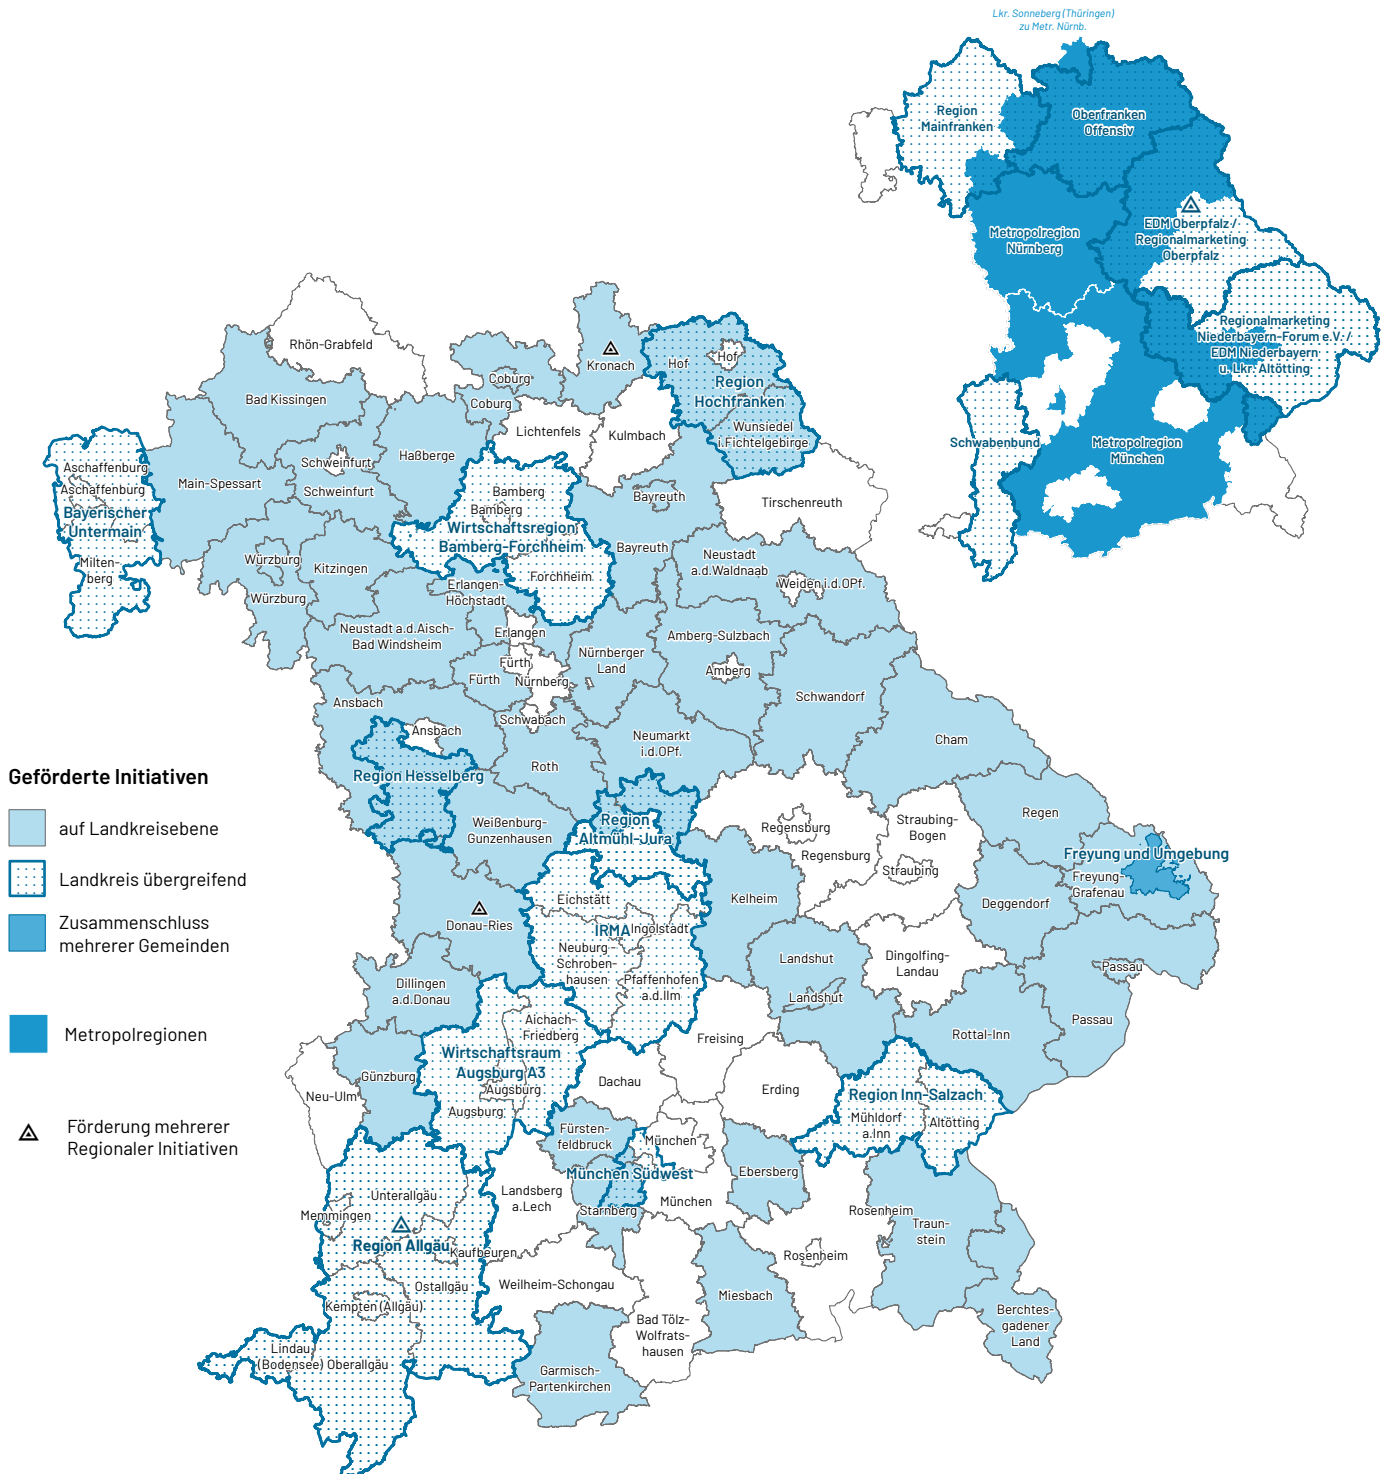 Lkr. Sonneberg (Thüringen)
zu Metr. Nürnb.
Region
Mainfranken
Oberfranken
Offensiv
Metropolregion
Nürnberg
EDM Oberpfalz /
Regionalmarketing
Oberpfalz
Regionalmarketing
Niederbayern-Forum e.V. /
EDM Niederbayern
u. Lkr. Altötting
Schwabenbund
Metropolregion
München
Rhön-Grabfeld
Bad Kissingen
Coburg
Coburg
Kronach
Hof
Hof
Region
Hochfranken
Wunsiedel
i.Fichtelgebirge
Lichtenfels
Kulmbach
Aschaffenburg
Aschaffenburg
Bayerischer
Untermain
Milten-
berg
Main-Spessart
Schweinfurt
Schweinfurt
Haßberge
Bamberg
Bamberg
Wirtschaftsregion
Bamberg-Forchheim
Forchheim
Bayreuth
Bayreuth
Tirschenreuth
Würzburg
Würzburg
Kitzingen
Erlangen-
Höchstadt
Neustadt
a.d.Waldnaab
Weiden i.d.OPf.
Neustadt a.d.Aisch-
Bad Windsheim
Erlangen
Fürth
Fürth
Nürnberg
Nürnberger
Land
Amberg-Sulzbach
Amberg
Schwandorf
Ansbach
Ansbach
Schwabach
Roth
Neumarkt
i.d.OPf.
Cham
Region Hesselberg
Weißenburg-
Gunzenhausen
Region
Altmühl-Jura
Regensburg
Regensburg
Straubing-
Bogen
Straubing
Regen
Freyung und Umgebung
Freyung-
Grafenau
Deggendorf
Geförderte Initiativen
auf Landkreisebene
Landkreis übergreifend
Zusammenschluss
mehrerer Gemeinden
Metropolregionen
Förderung mehrerer
Regionaler Initiativen
Donau-Ries
Eichstätt
IRMA
Ingolstadt
Neuburg-
Schroben-
hausen
Pfaffenhofen
a.d.Ilm
Kelheim
Landshut
Landshut
Dingolfing-
Landau
Passau
Passau
Rottal-Inn
Dillingen
a.d.Donau
Aichach-
Friedberg
Wirtschaftsraum
Augsburg A3
Augsburg
Augsburg
Günzburg
Neu-Ulm
Freising
Dachau
Erding
Region Inn-Salzach
Mühldorf
a.Inn
Altötting
Fürsten-
feldbruck
München
München Südwest
München
Ebersberg
Starnberg
Landsberg
a.Lech
Unterallgäu
Memmingen
Region Allgäu
Kaufbeuren
Ostallgäu
Kempten (Allgäu)
Lindau
(Bodensee)
Oberallgäu
Weilheim-Schongau
Garmisch-
Partenkirchen
Bad Tölz-
Wolfrats-
hausen
Miesbach
Rosenheim
Rosenheim
Traun-
stein
Berchtes-
gadener
Land